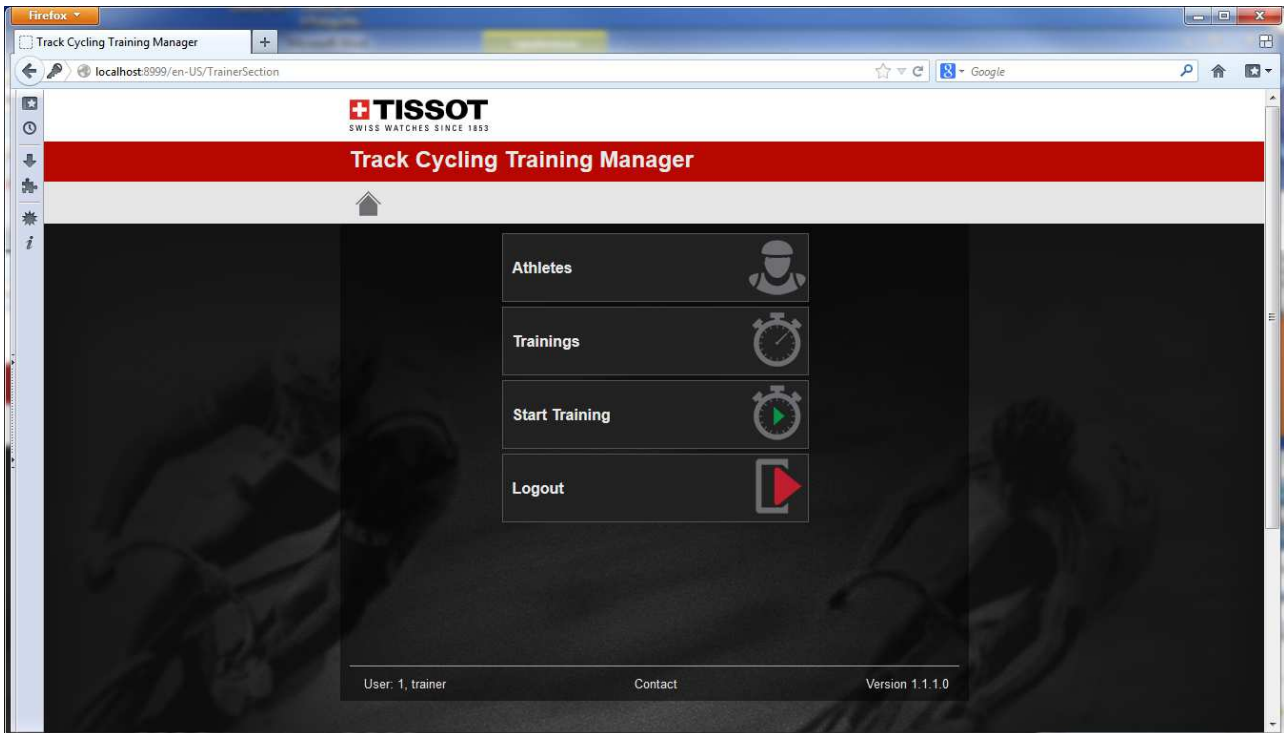 Firefox
Track Cycling Training Manager
localhost:8999/en-US/TrainerSection
Google
TISSOT
SWISS WATCHES SINCE 1853
Track Cycling Training Manager
Athletes
Trainings
Start Training
Logout
User: 1, trainer
Contact
Version 1.1.1.0